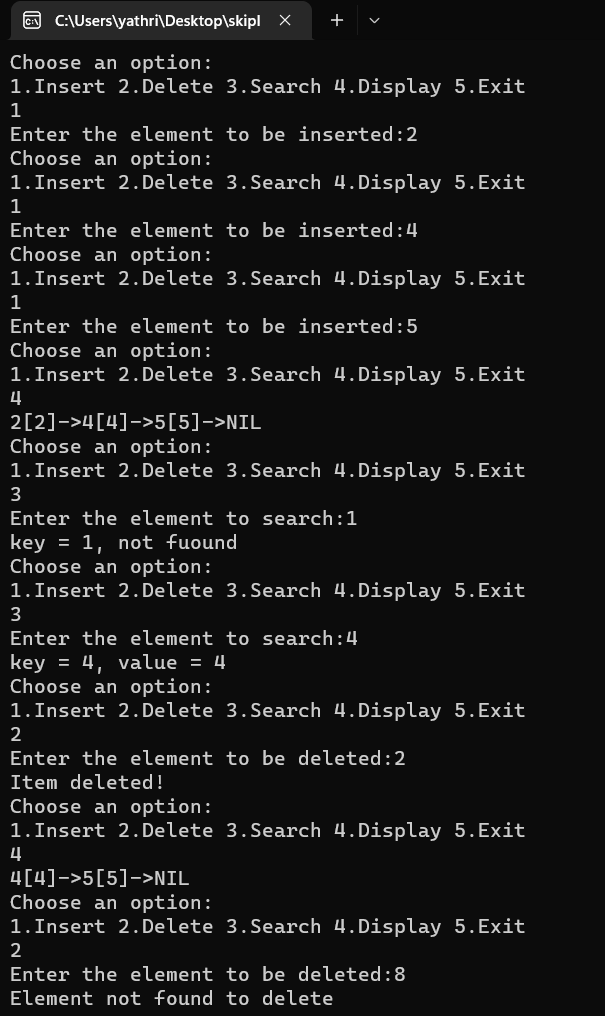 C:\Users\yathri\Desktop\skipl
Choose an option:
1.Insert 2.Delete 3.Search 4.Display 5.Exit
1
Enter the element to be inserted:2
Choose an option:
1.Insert 2.Delete 3.Search 4.Display 5.Exit
1
Enter the element to be inserted:4
Choose an option:
1.Insert 2.Delete 3.Search 4.Display 5.Exit
1
Enter the element to be inserted:5
Choose an option:
1.Insert 2.Delete 3.Search 4.Display 5.Exit
4
2[2]->4[4]->5[5]->NIL
Choose an option:
1.Insert 2.Delete 3.Search 4.Display 5.Exit
3
Enter the element to search:1
key = 1, not fuound
Choose an option:
1.Insert 2.Delete 3.Search 4.Display 5.Exit
3
Enter the element to search:4
key = 4, value = 4
Choose an option:
1.Insert 2.Delete 3.Search 4.Display 5.Exit
2
Enter the element to be deleted:2
Item deleted!
Choose an option:
1.Insert 2.Delete 3.Search 4.Display 5.Exit
4
4[4]->5[5]->NIL
Choose an option:
1.Insert 2.Delete 3.Search 4.Display 5.Exit
2
Enter the element to be deleted:8
Element not found to delete